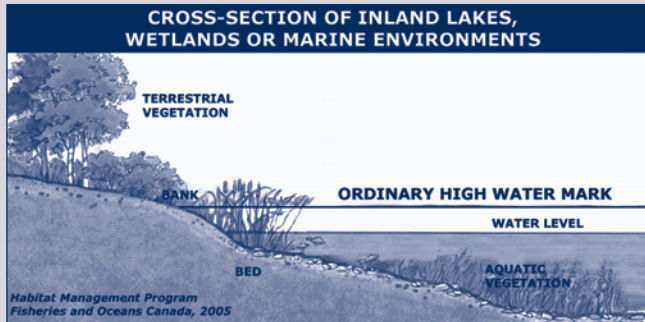 CROSS-SECTION OF INLAND LAKES,
WETLANDS OR MARINE ENVIRONMENTS
TERRESTRIAL
VEGETATION
BANK
ORDINARY HIGH WATER MARK
WATER LEVEL
BED
AQUATIC
VEGETATION
Habitat Management Program
Fisheries and Oceans Canada, 2005